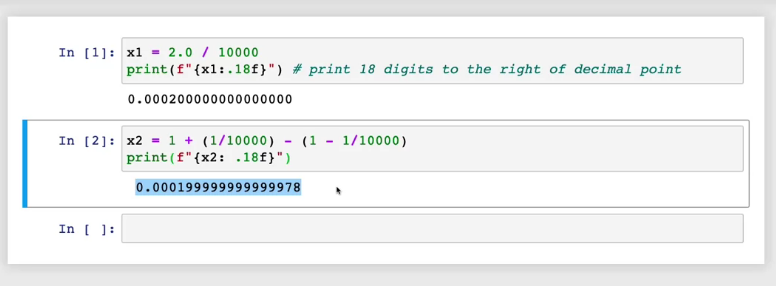 In [1]: x1 = 2.0 / 10000
print(f"{x1:.18f}") # print 18 digits to the right of decimal point
0.000200000000000000
In [2]: x2 = 1 + (1/10000) - (1 - 1/10000)
print(f"{x2: .18f}")
0.000199999999999978
In [ ]: